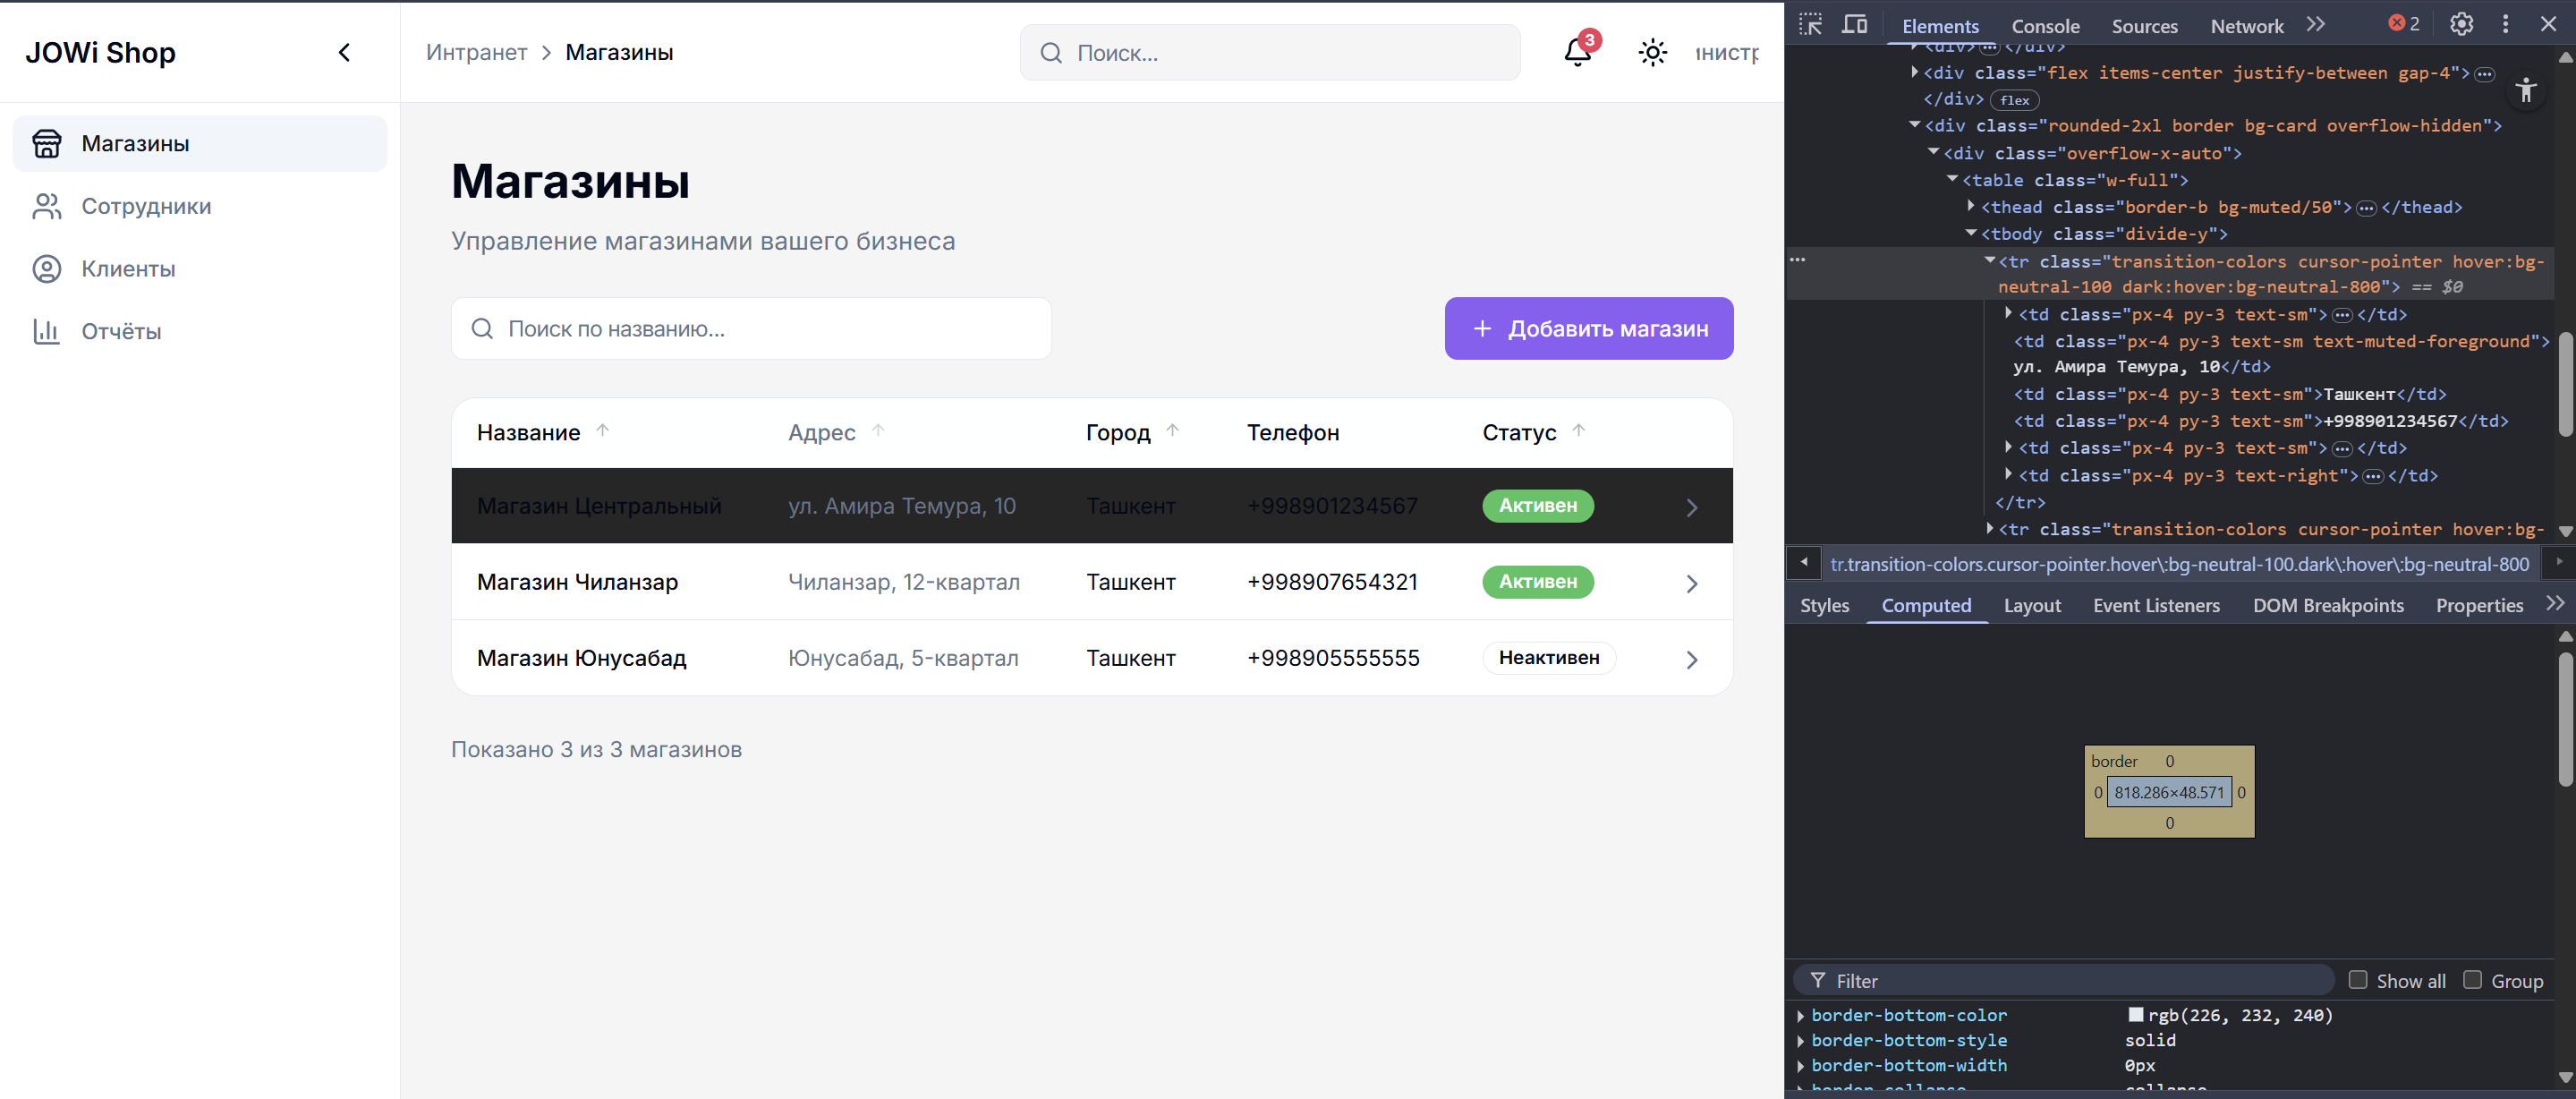 JOWi Shop
Магазины
Сотрудники
Клиенты
Отчёты
Интранет > Магазины
Поиск...
3
Магазины
Управление магазинами вашего бизнеса
Поиск по названию...
+ Добавить магазин
Название ↑ Адрес ↑ Город ↑ Телефон Статус ↑
Магазин Центральный ул. Амира Темура, 10 Ташкент +998901234567 Активен
Магазин Чиланзар Чиланзар, 12-квартал Ташкент +998907654321 Активен
Магазин Юнусабад Юнусабад, 5-квартал Ташкент +998905555555 Неактивен
Показано 3 из 3 магазинов
Elements Console Sources Network 2
<div>…</div>
<div class="flex items-center justify-between gap-4">…
</div> flex
<div class="rounded-2xl border bg-card overflow-hidden">
<div class="overflow-x-auto">
<table class="w-full">
<thead class="border-b bg-muted/50">…</thead>
<tbody class="divide-y">
<tr class="transition-colors cursor-pointer hover:bg-
neutral-100 dark:hover:bg-neutral-800"> == $0
<td class="px-4 py-3 text-sm">…</td>
<td class="px-4 py-3 text-sm text-muted-foreground">
ул. Амира Темура, 10</td>
<td class="px-4 py-3 text-sm">Ташкент</td>
<td class="px-4 py-3 text-sm">+998901234567</td>
<td class="px-4 py-3 text-sm">…</td>
<td class="px-4 py-3 text-right">…</td>
</tr>
<tr class="transition-colors cursor-pointer hover:bg-
tr.transition-colors.cursor-pointer.hover\:bg-neutral-100.dark\:hover\:bg-neutral-800
Styles Computed Layout Event Listeners DOM Breakpoints Properties
border 0
0 818.286×48.571 0
0
Filter Show all Group
border-bottom-color rgb(226, 232, 240)
border-bottom-style solid
border-bottom-width 0px
border-collapse collapse